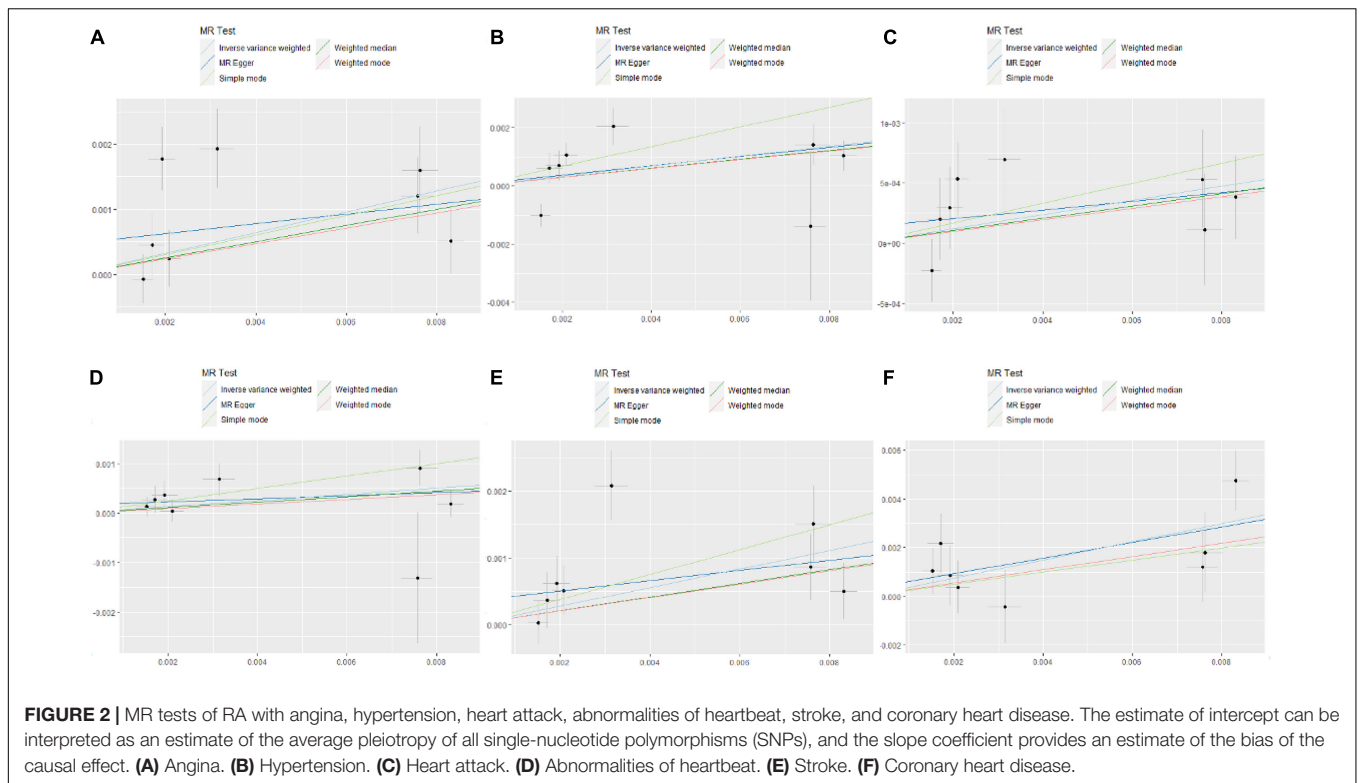 A
MR Test
Inverse variance weighted Weighted median
MR Egger Weighted mode
Simple mode
0.002
0.001
0.000
0.002 0.004 0.006 0.008
B
MR Test
Inverse variance weighted Weighted median
MR Egger Weighted mode
Simple mode
0.002
0.000
-0.002
-0.004
0.002 0.004 0.006 0.008
C
MR Test
Inverse variance weighted Weighted median
MR Egger Weighted mode
Simple mode
1e-03
5e-04
0e+00
-5e-04
0.002 0.004 0.006 0.008
D
MR Test
Inverse variance weighted Weighted median
MR Egger Weighted mode
Simple mode
0.001
0.000
-0.001
-0.002
0.002 0.004 0.006 0.008
E
MR Test
Inverse variance weighted Weighted median
MR Egger Weighted mode
Simple mode
0.002
0.001
0.000
0.002 0.004 0.006 0.008
F
MR Test
Inverse variance weighted Weighted median
MR Egger Weighted mode
Simple mode
0.006
0.004
0.002
0.000
-0.002
0.002 0.004 0.006 0.008
FIGURE 2 | MR tests of RA with angina, hypertension, heart attack, abnormalities of heartbeat, stroke, and coronary heart disease. The estimate of intercept can be
interpreted as an estimate of the average pleiotropy of all single-nucleotide polymorphisms (SNPs), and the slope coefficient provides an estimate of the bias of the
causal effect. (A) Angina. (B) Hypertension. (C) Heart attack. (D) Abnormalities of heartbeat. (E) Stroke. (F) Coronary heart disease.